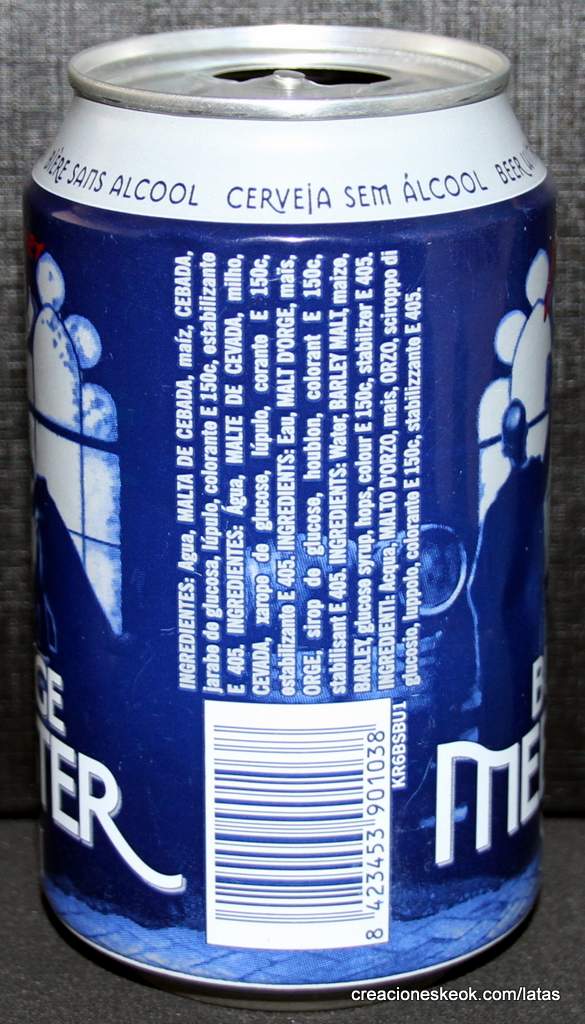 BIÈRE SANS ALCOOL CERVEJA SEM ÁLCOOL BEER
INGREDIENTES: Agua, MALTA DE CEBADA, maíz, CEBADA,
jarabe de glucosa, lúpulo, colorante E 150c, estabilizante
E 405. INGREDIENTES: Água, MALTE DE CEVADA, milho,
CEVADA, xarope de glucose, lúpulo, corante E 150c,
estabilizante E 405. INGREDIENTS: Eau, MALT D'ORGE, maïs,
ORGE, sirop de glucose, houblon, colorant E 150c,
stabilisant E 405. INGREDIENTS: Water, BARLEY MALT, maize,
BARLEY, glucose syrup, hops, colour E 150c, stabilizer E 405.
INGREDIENTI: Acqua, MALTO D'ORZO, mais, ORZO, sciroppo di
glucosio, luppolo, colorante E 150c, stabilizzante E 405.
KR6BSBU1
8 423453 901038
GE
TER
B
ME
creacioneskeok.com/latas